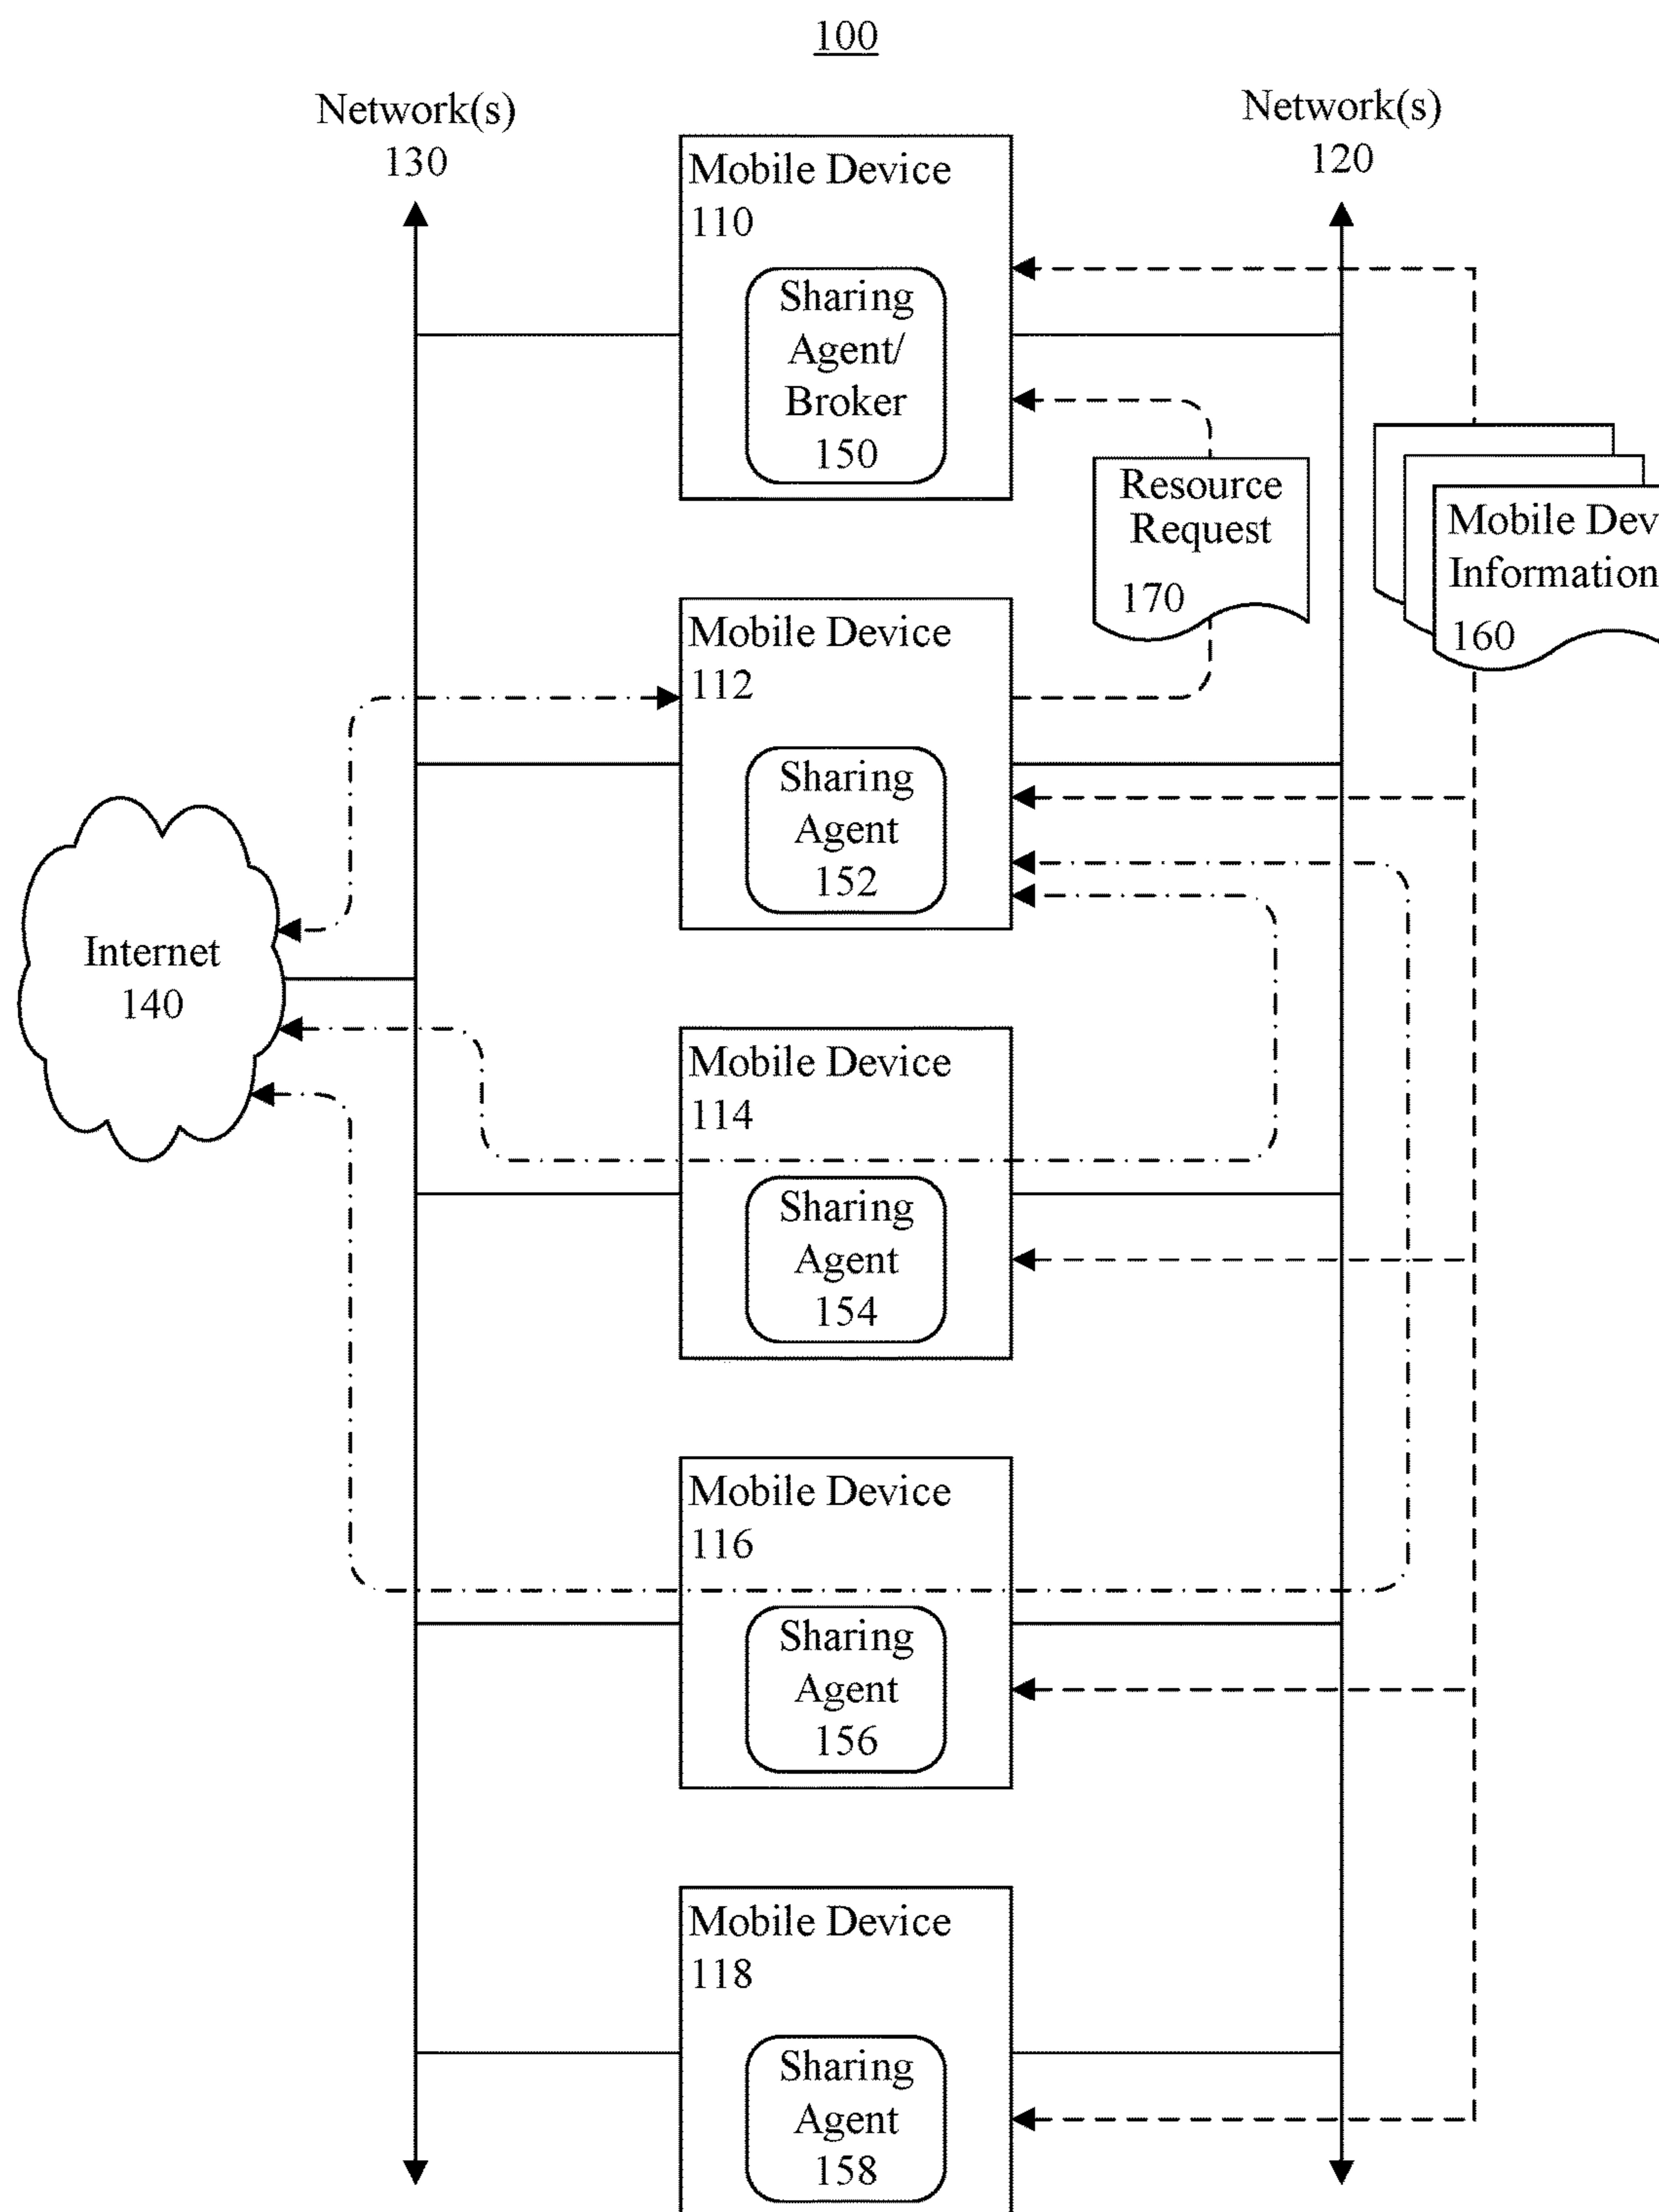 100
Network(s)
130
Network(s)
120
Mobile Device
110
Sharing
Agent/
Broker
150
Resource
Request
170
Mobile Dev
Information
160
Mobile Device
112
Sharing
Agent
152
Internet
140
Mobile Device
114
Sharing
Agent
154
Mobile Device
116
Sharing
Agent
156
Mobile Device
118
Sharing
Agent
158